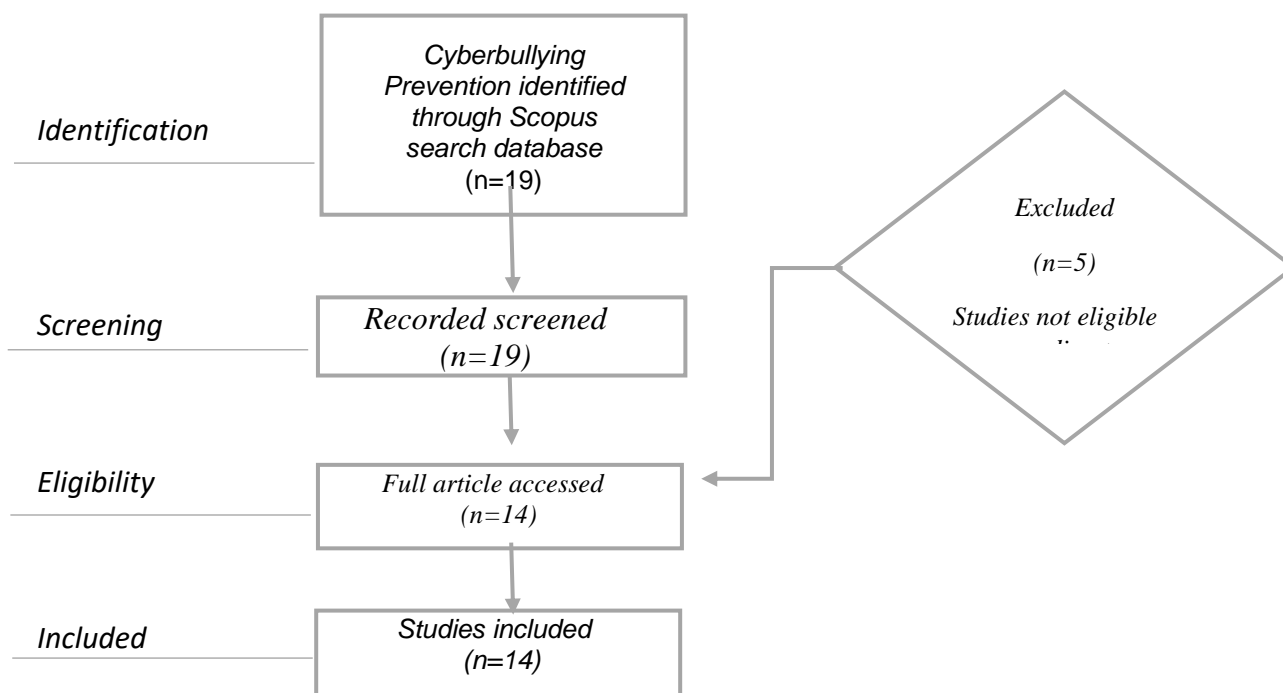 Identification
Cyberbullying
Prevention identified
through Scopus
search database
(n=19)
Excluded
(n=5)
Studies not eligible
Screening
Recorded screened
(n=19)
Eligibility
Full article accessed
(n=14)
Included
Studies included
(n=14)